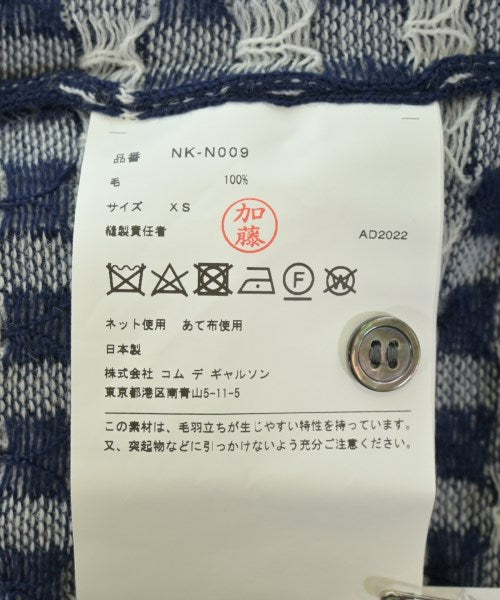 品番 NK-N009
毛 100%
サイズ XS
加藤
縫製責任者 AD2022
F W
ネット使用 あて布使用
日本製
株式会社 コム デ ギャルソン
東京都港区南青山5-11-5
この素材は、毛羽立ちが生じやすい特性を持っています。
又、突起物などに引っかけないよう充分ご注意ください。